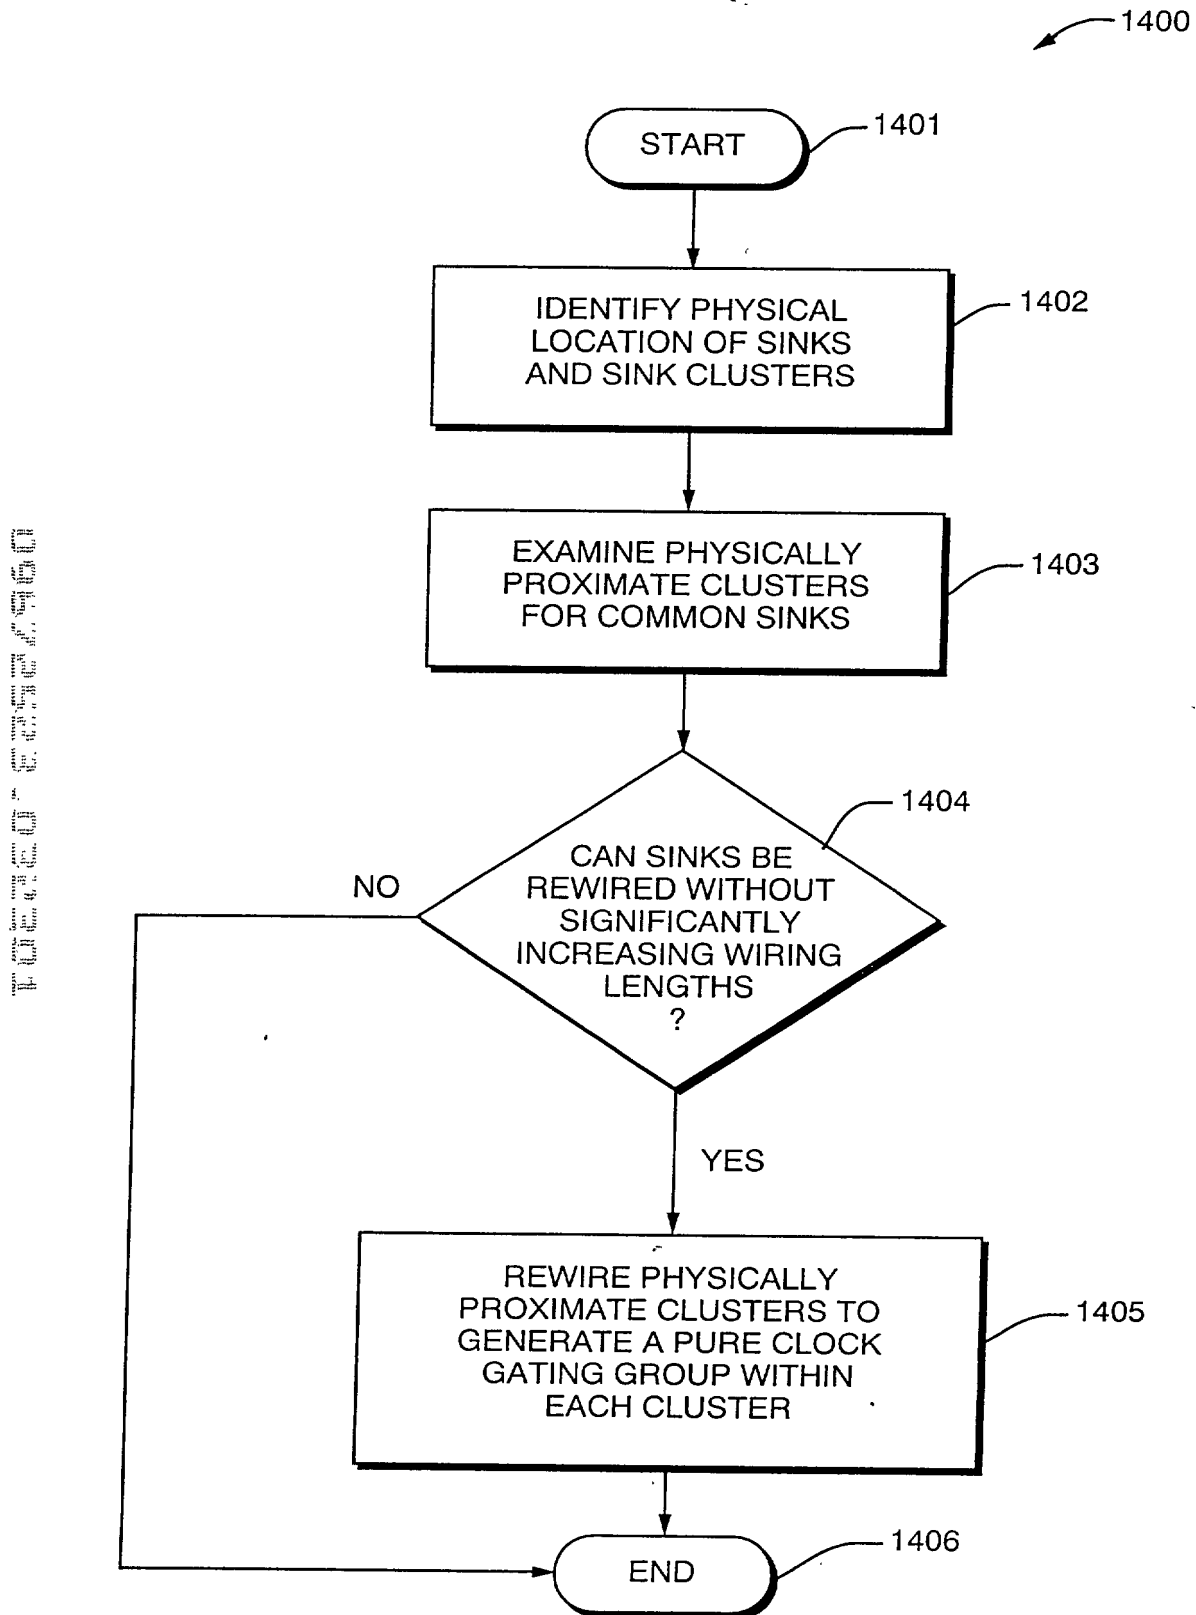 1400
START
1401
IDENTIFY PHYSICAL
LOCATION OF SINKS
AND SINK CLUSTERS
1402
EXAMINE PHYSICALLY
PROXIMATE CLUSTERS
FOR COMMON SINKS
1403
1404
CAN SINKS BE
REWIRED WITHOUT
SIGNIFICANTLY
INCREASING WIRING
LENGTHS
?
NO
YES
REWIRE PHYSICALLY
PROXIMATE CLUSTERS TO
GENERATE A PURE CLOCK
GATING GROUP WITHIN
EACH CLUSTER
1405
END
1406